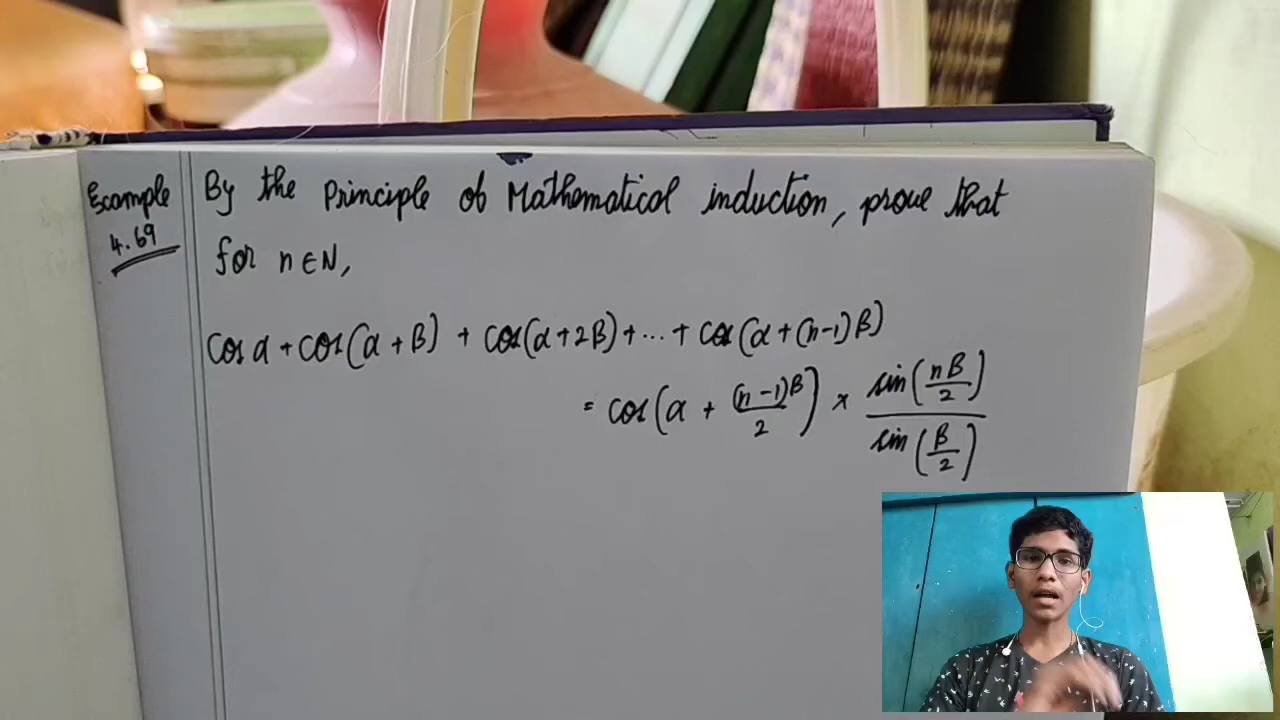 Example 4.69
By the Principle of Mathematical induction, prove that
for n ∈ N,
cos α + cos(α + β) + cos(α + 2β) + ... + cos(α + (n-1)β)
= cos(α + (n-1)β/2) × sin(nβ/2) / sin(β/2)